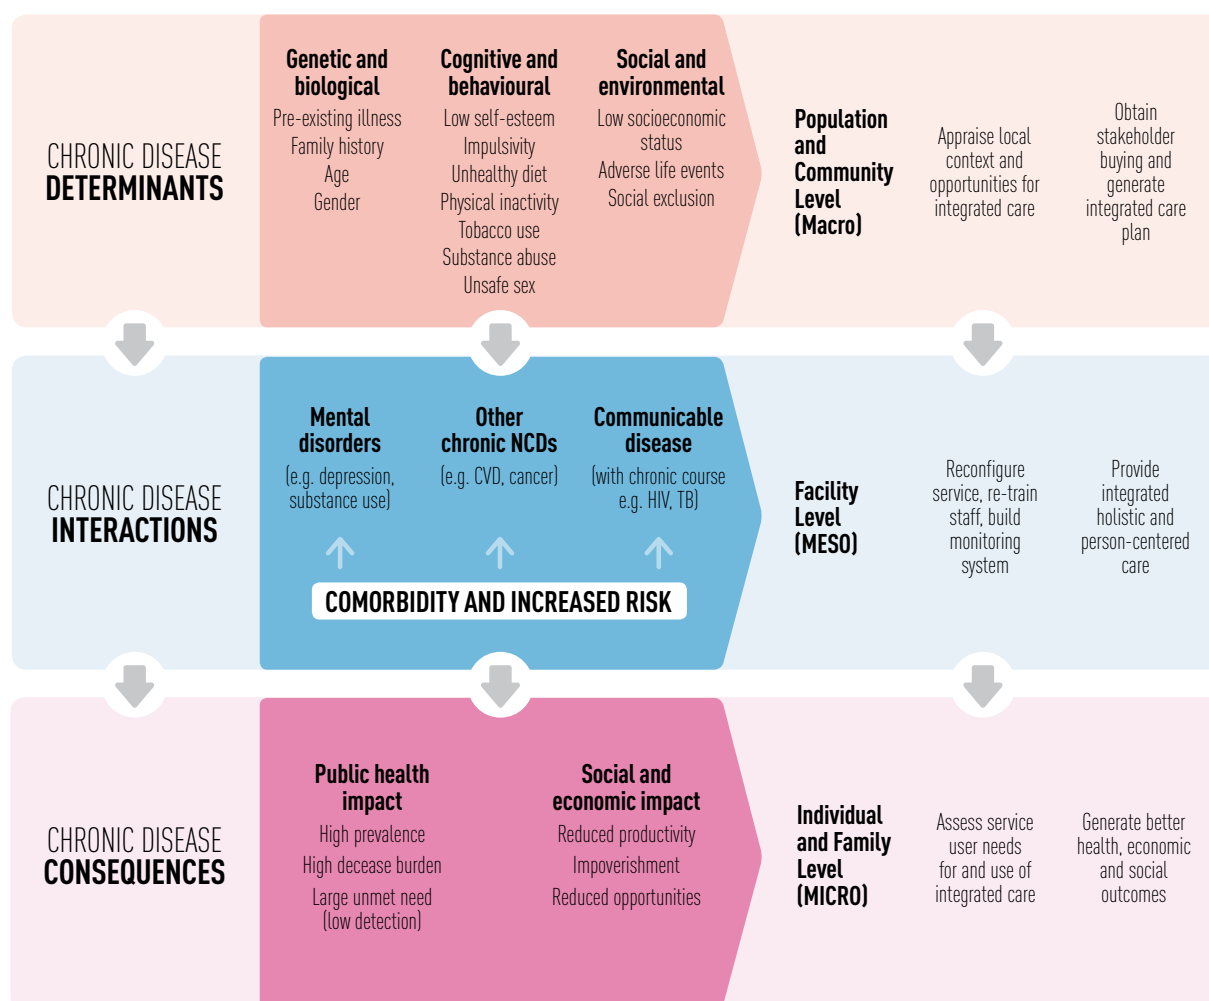 CHRONIC DISEASE
DETERMINANTS
Genetic and
biological
Pre-existing illness
Family history
Age
Gender
Cognitive and
behavioural
Low self-esteem
Impulsivity
Unhealthy diet
Physical inactivity
Tobacco use
Substance abuse
Unsafe sex
Social and
environmental
Low socioeconomic
status
Adverse life events
Social exclusion
Population
and
Community
Level
(Macro)
Appraise local
context and
opportunities for
integrated care
Obtain
stakeholder
buying and
generate
integrated care
plan
CHRONIC DISEASE
INTERACTIONS
Mental
disorders
(e.g. depression,
substance use)
Other
chronic NCDs
(e.g. CVD, cancer)
Communicable
disease
(with chronic course
e.g. HIV, TB)
COMORBIDITY AND INCREASED RISK
Facility
Level
(MESO)
Reconfigure
service, re-train
staff, build
monitoring
system
Provide
integrated
holistic and
person-centered
care
CHRONIC DISEASE
CONSEQUENCES
Public health
impact
High prevalence
High decease burden
Large unmet need
(low detection)
Social and
economic impact
Reduced productivity
Impoverishment
Reduced opportunities
Individual
and Family
Level
(MICRO)
Assess service
user needs
for and use of
integrated care
Generate better
health, economic
and social
outcomes